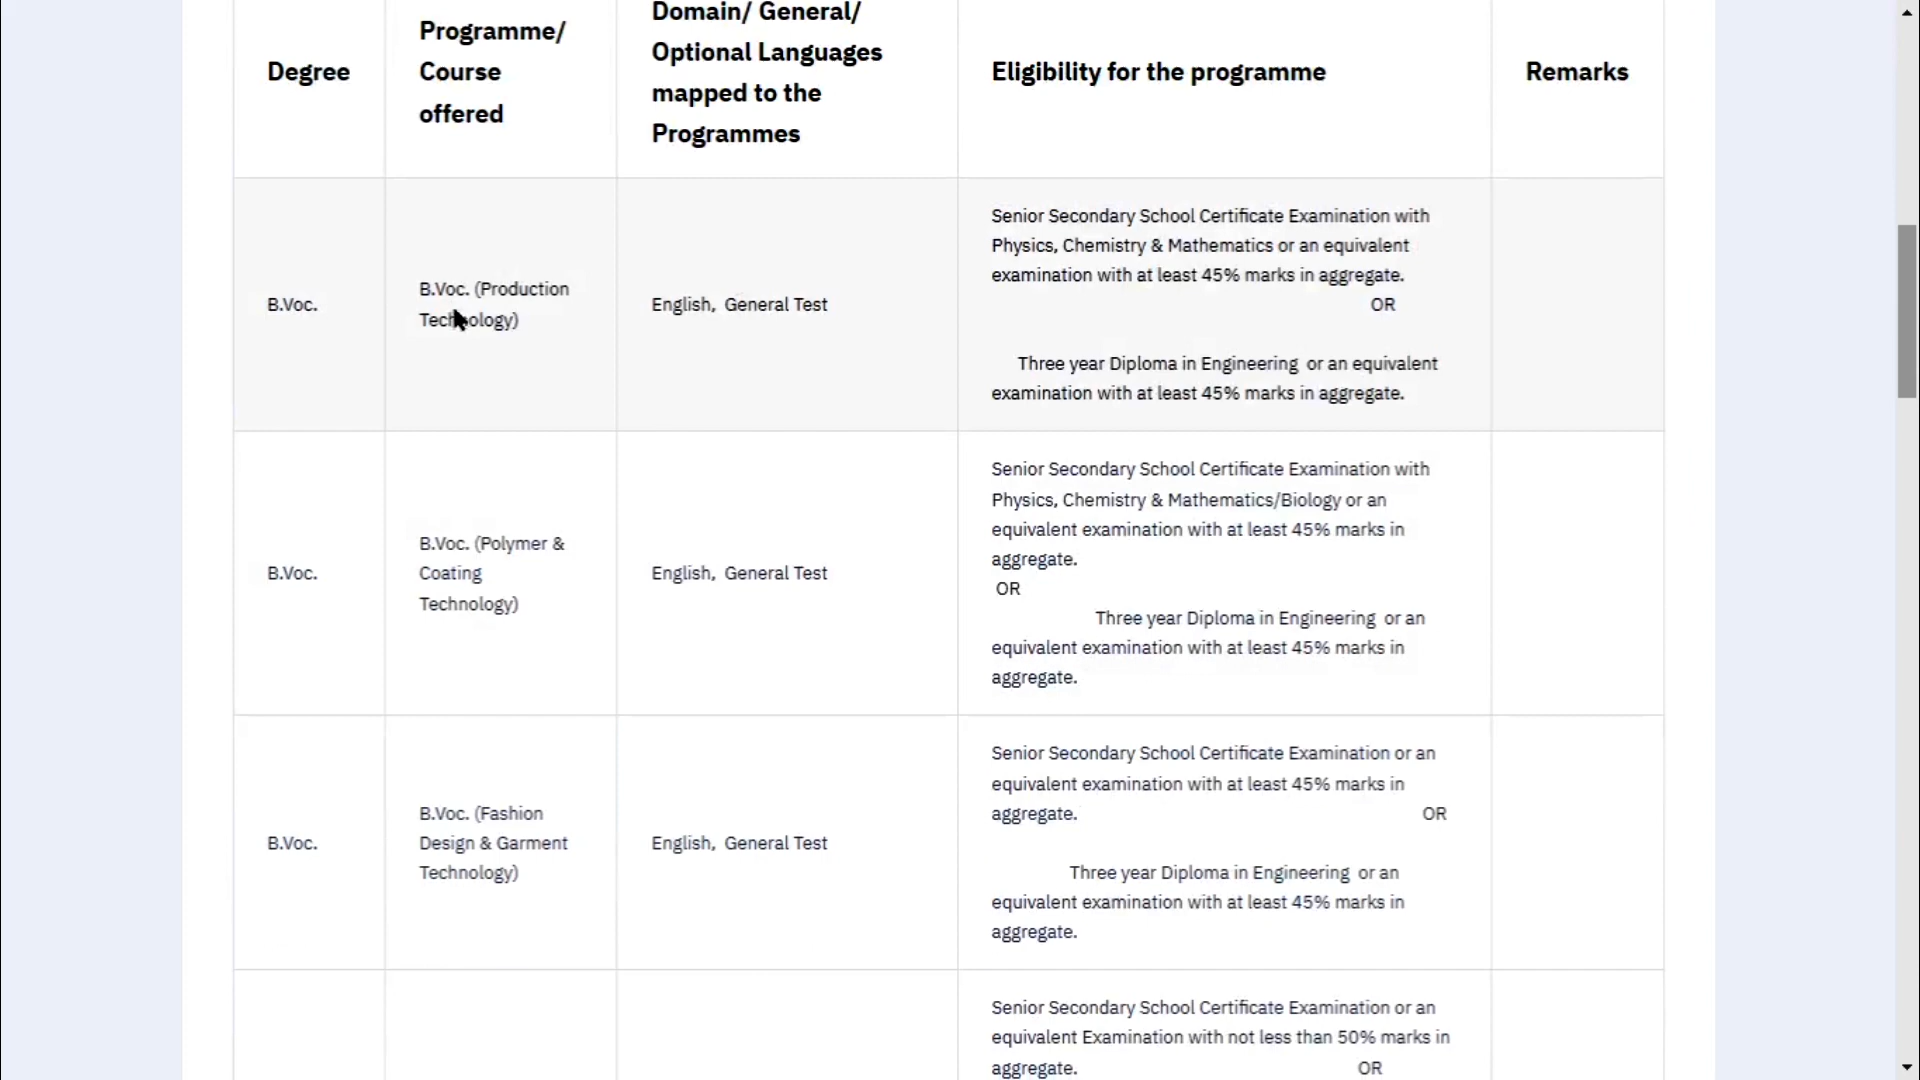 Degree
Programme/
Course
offered
Domain/ General/
Optional Languages
mapped to the
Programmes
Eligibility for the programme
Remarks
B.Voc.
B.Voc. (Production
Technology)
English,  General Test
Senior Secondary School Certificate Examination with
Physics, Chemistry & Mathematics or an equivalent
examination with at least 45% marks in aggregate.
OR
Three year Diploma in Engineering  or an equivalent
examination with at least 45% marks in aggregate.
B.Voc.
B.Voc. (Polymer &
Coating
Technology)
English,  General Test
Senior Secondary School Certificate Examination with
Physics, Chemistry & Mathematics/Biology or an
equivalent examination with at least 45% marks in
aggregate.
OR
Three year Diploma in Engineering  or an
equivalent examination with at least 45% marks in
aggregate.
B.Voc.
B.Voc. (Fashion
Design & Garment
Technology)
English,  General Test
Senior Secondary School Certificate Examination or an
equivalent examination with at least 45% marks in
aggregate. OR
Three year Diploma in Engineering  or an
equivalent examination with at least 45% marks in
aggregate.
Senior Secondary School Certificate Examination or an
equivalent Examination with not less than 50% marks in
aggregate. OR